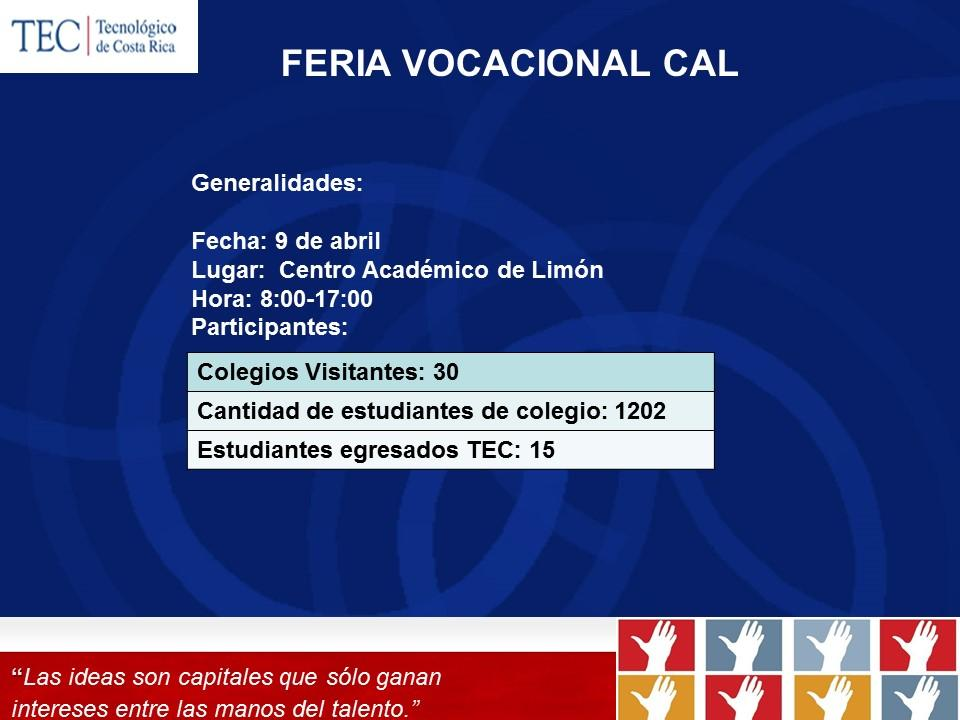 TEC
Tecnológico
de Costa Rica
FERIA VOCACIONAL CAL
Generalidades:
Fecha: 9 de abril
Lugar: Centro Académico de Limón
Hora: 8:00-17:00
Participantes:
Colegios Visitantes: 30
Cantidad de estudiantes de colegio: 1202
Estudiantes egresados TEC: 15
“Las ideas son capitales que sólo ganan
intereses entre las manos del talento.”